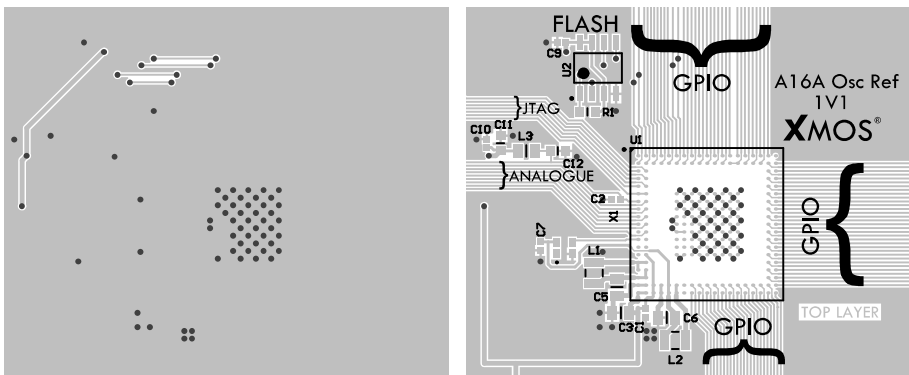 FLASH
C9
U2
GPIO
A16A Osc Ref
1V1
XMOS®
R1
JTAG
C10
C11
L3
C12
U1
ANALOGUE
C2
X1
GPIO
C7
L1
C5
C3
C6
L2
GPIO
TOP LAYER